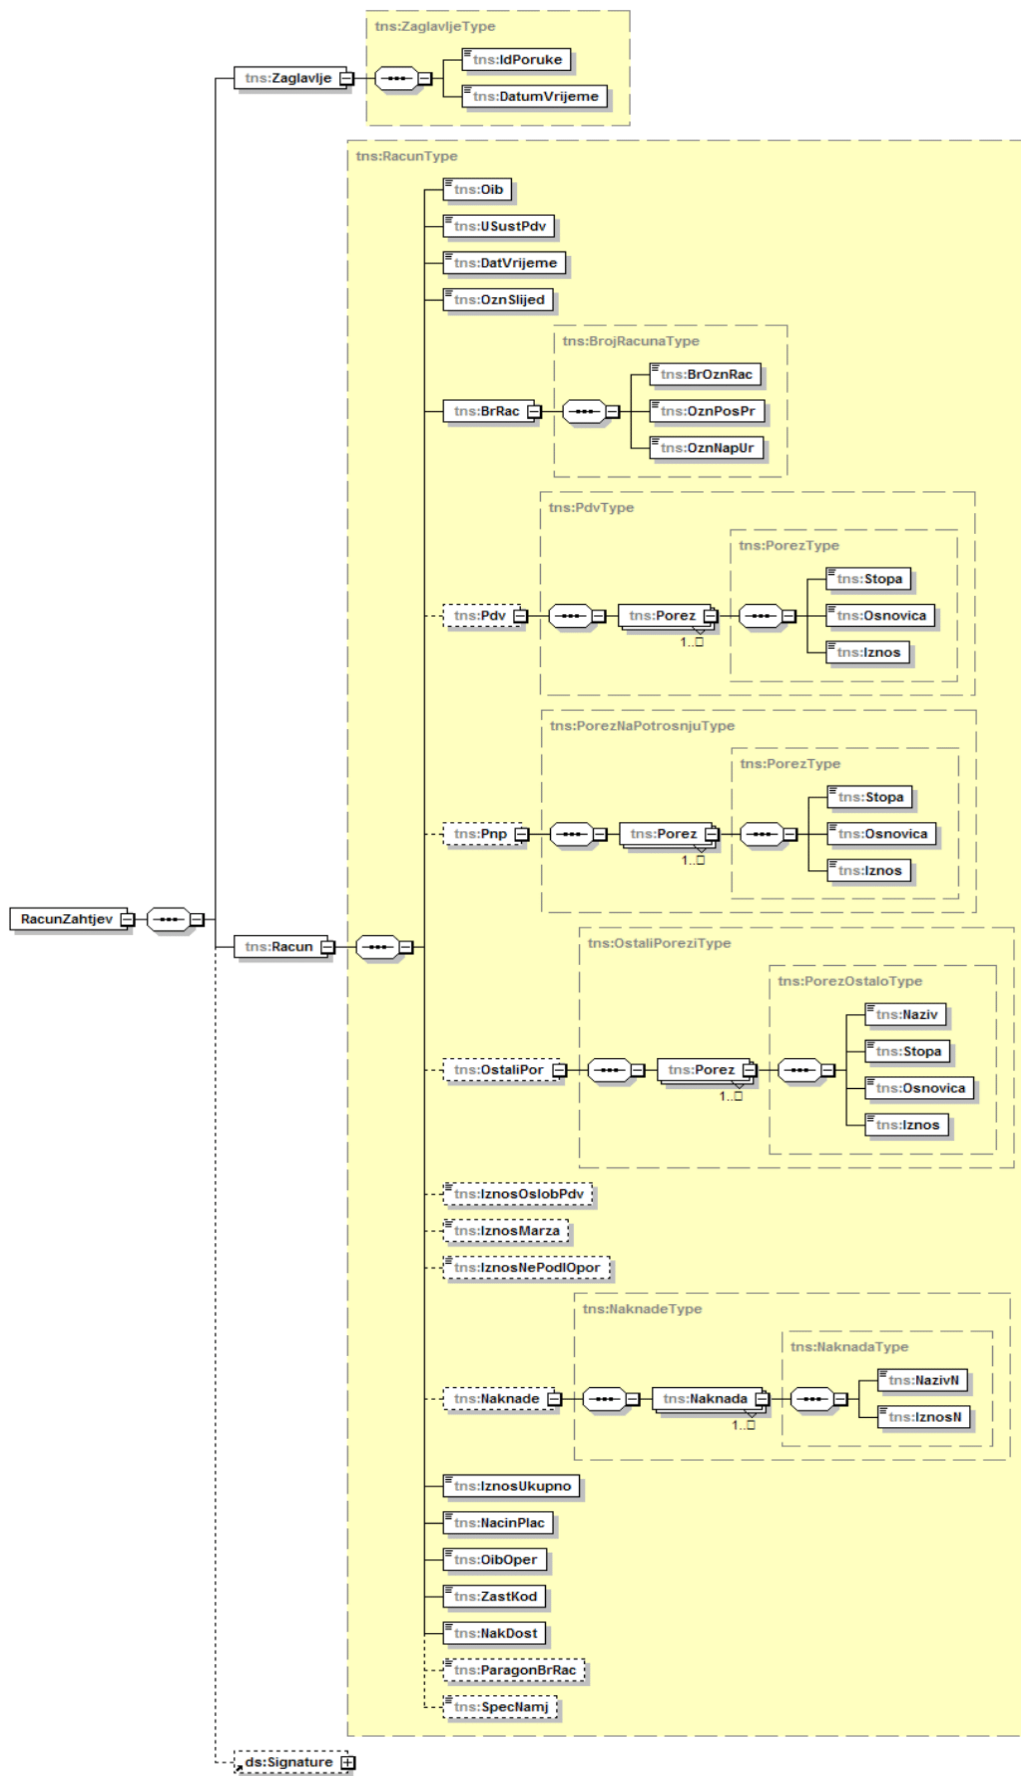 tns:ZaglavljeType
tns:IdPoruke
tns:Zaglavlje
tns:DatumVrijeme
tns:RacunType
tns:Oib
tns:USustPdv
tns:DatVrijeme
tns:OznSlijed
tns:BrojRacunaType
tns:BrOznRac
tns:BrRac
tns:OznPosPr
tns:OznNapUr
tns:PdvType
tns:PorezType
tns:Stopa
tns:Pdv
tns:Porez
tns:Osnovica
1..□
tns:Iznos
tns:PorezNaPotrosnjuType
tns:PorezType
tns:Stopa
tns:Pnp
tns:Porez
tns:Osnovica
1..□
tns:Iznos
RacunZahtjev
tns:Racun
tns:OstaliPoreziType
tns:PorezOstaloType
tns:Naziv
tns:Stopa
tns:OstaliPor
tns:Porez
tns:Osnovica
1..□
tns:Iznos
tns:IznosOslobPdv
tns:IznosMarza
tns:IznosNePodlOpor
tns:NaknadeType
tns:NaknadaType
tns:NazivN
tns:Naknade
tns:Naknada
tns:IznosN
1..□
tns:IznosUkupno
tns:NacinPlac
tns:OibOper
tns:ZastKod
tns:NakDost
tns:ParagonBrRac
tns:SpecNamj
ds:Signature